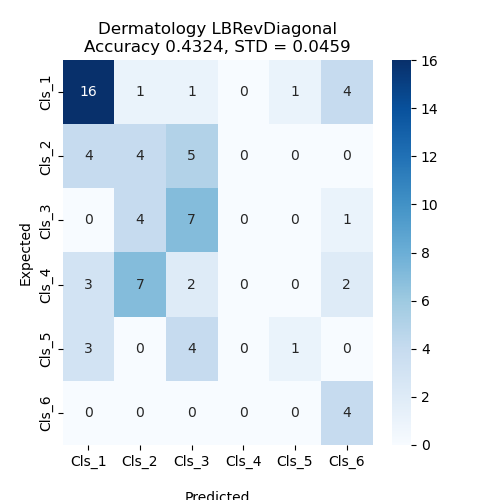 Dermatology LBRevDiagonal
Accuracy 0.4324, STD = 0.0459
Cls_1 16 1 1 0 1 4
Cls_2 4 4 5 0 0 0
Cls_3 0 4 7 0 0 1
Cls_4 3 7 2 0 0 2
Cls_5 3 0 4 0 1 0
Cls_6 0 0 0 0 0 4
Expected
Cls_1 Cls_2 Cls_3 Cls_4 Cls_5 Cls_6
Predicted
16
14
12
10
8
6
4
2
0